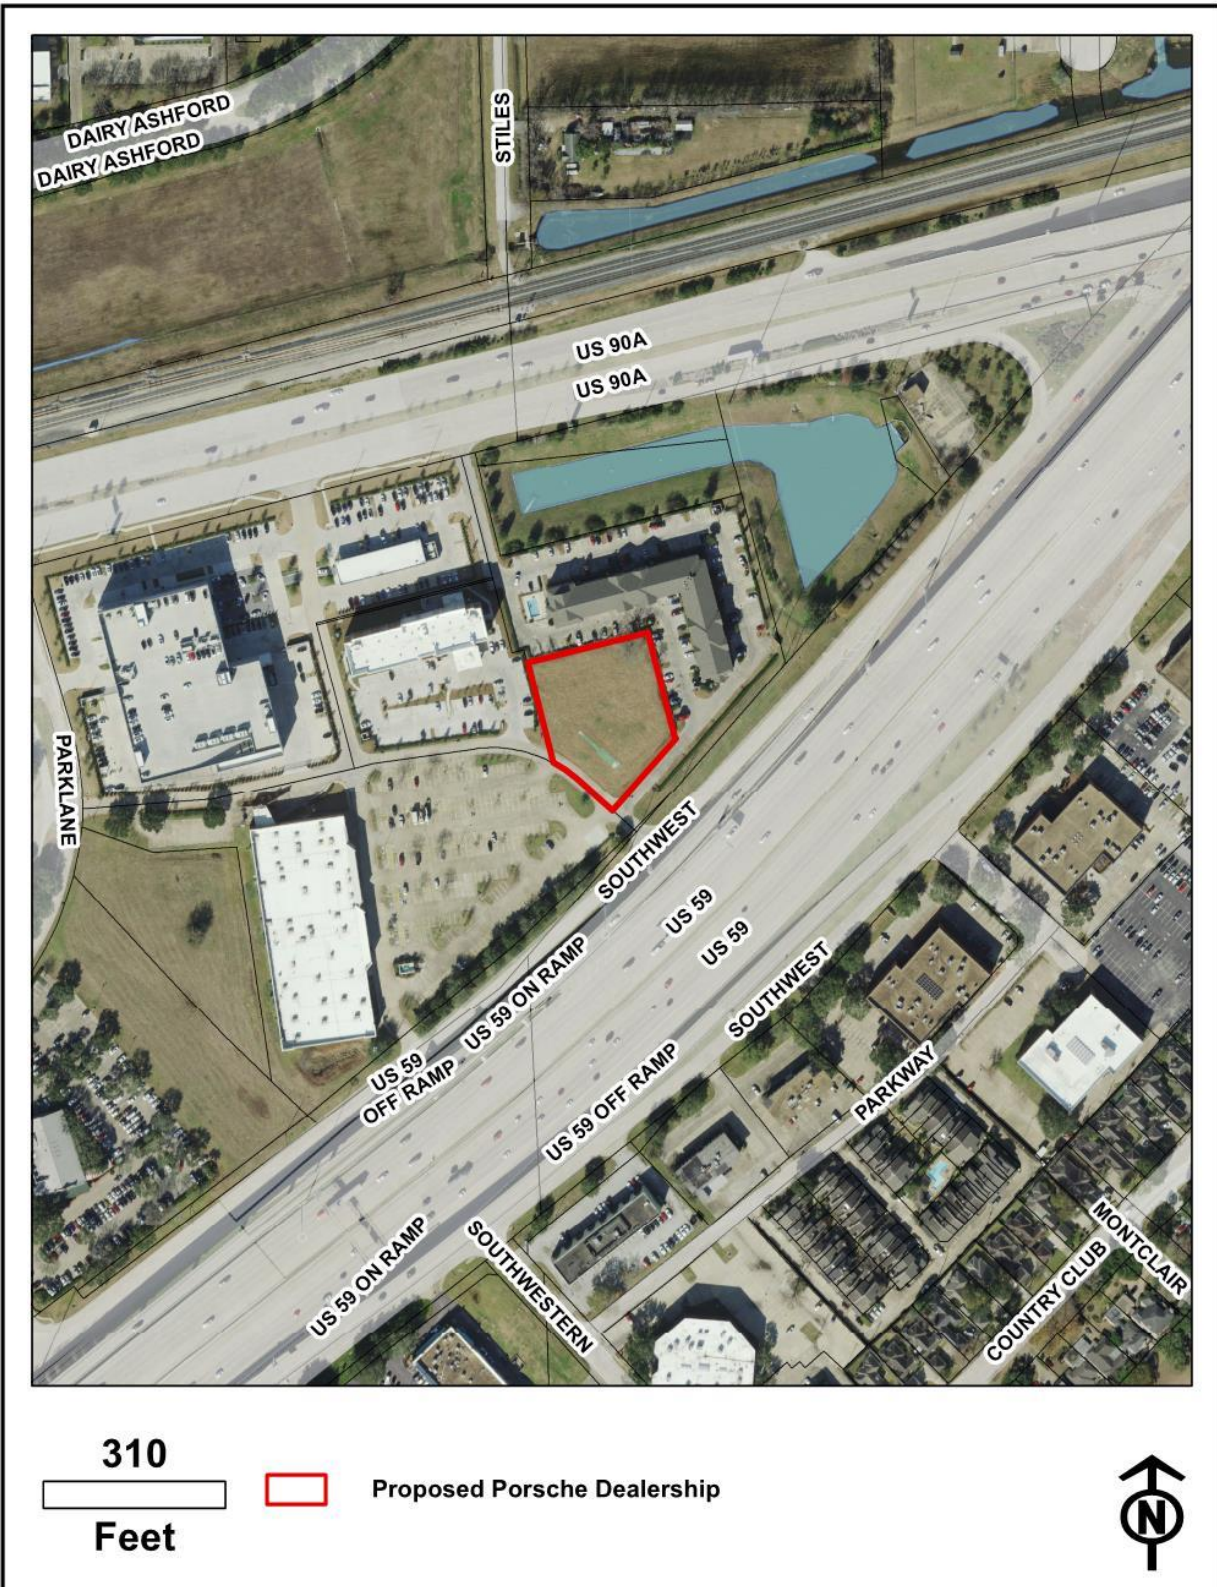 DAIRY ASHFORD
DAIRY ASHFORD
STILES
US 90A
US 90A
PARKLANE
SOUTHWEST
US 59
US 59
SOUTHWEST
US 59 ON RAMP
US 59
OFF RAMP
US 59 OFF RAMP
PARKWAY
US 59 ON RAMP
SOUTHWESTERN
MONTCLAIR
COUNTRY CLUB
310
Feet
Proposed Porsche Dealership
N